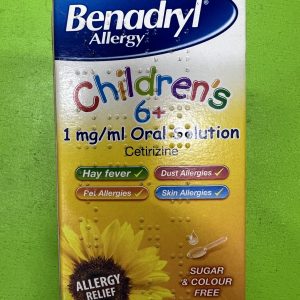 Benadryl®
Allergy
Children's
6+
1 mg/ml Oral Solution
Cetirizine
Hay fever ✓ Dust Allergies ✓
Pet Allergies ✓ Skin Allergies ✓
ALLERGY
RELIEF
SUGAR
& COLOUR
FREE